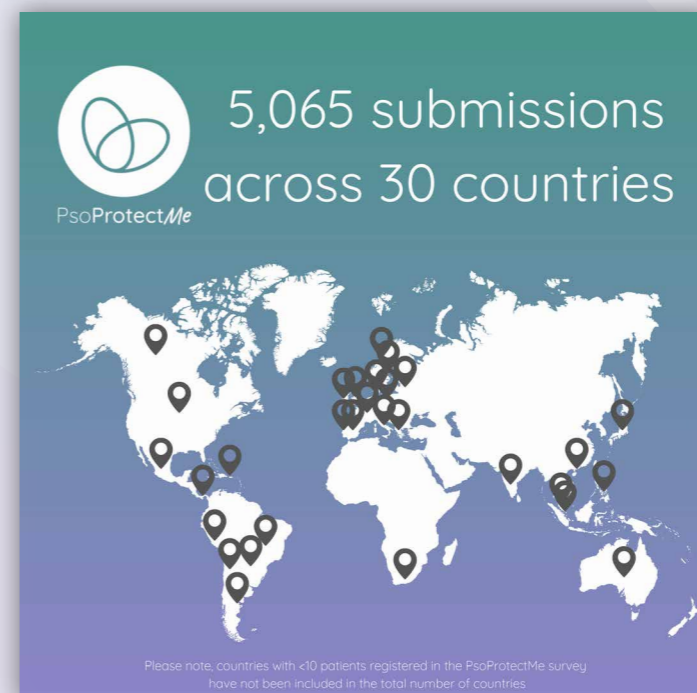 5,065 submissions
across 30 countries
PsoProtectMe
Please note, countries with <10 patients registered in the PsoProtectMe survey
have not been included in the total number of countries